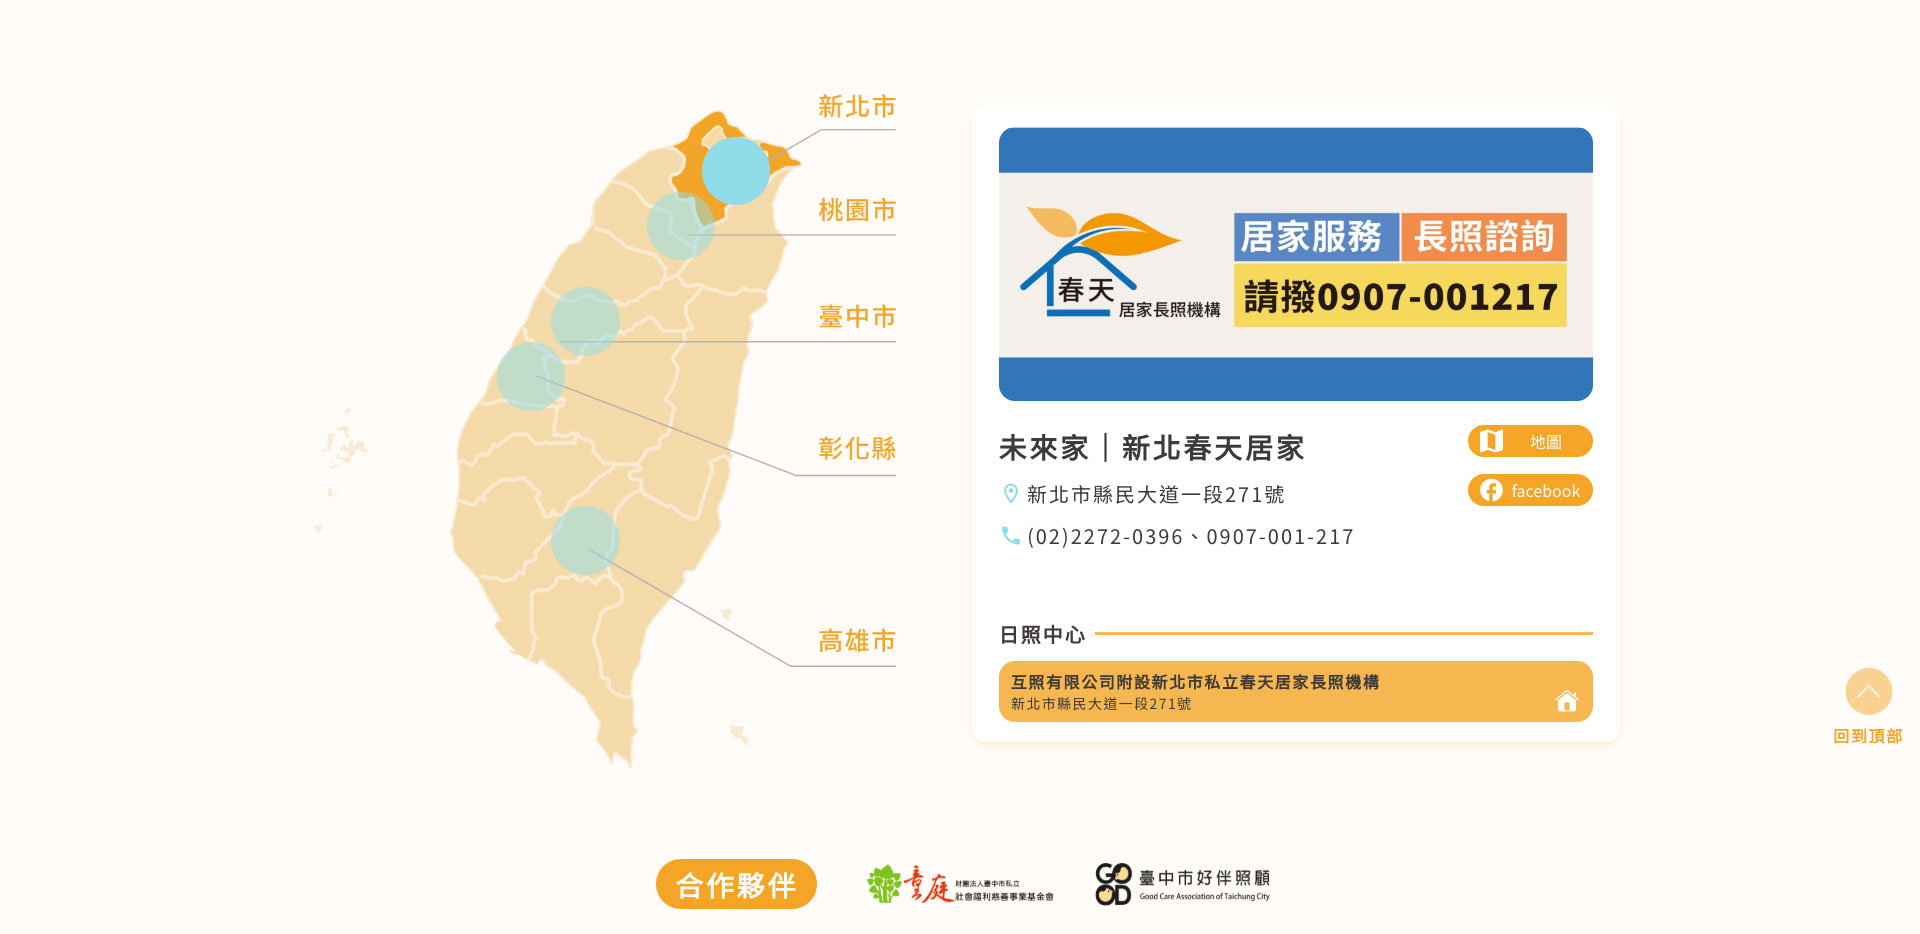 新北市
桃園市
臺中市
彰化縣
高雄市
居家服務
長照諮詢
請撥0907-001217
春天
居家長照機構
未來家｜新北春天居家
地圖
facebook
新北市縣民大道一段271號
(02)2272-0396、0907-001-217
日照中心
互照有限公司附設新北市私立春天居家長照機構
新北市縣民大道一段271號
回到頂部
合作夥伴
童庭
財團法人臺中市私立
社會福利慈善事業基金會
GOOD
臺中市好伴照顧
Good Care Association of Taichung City